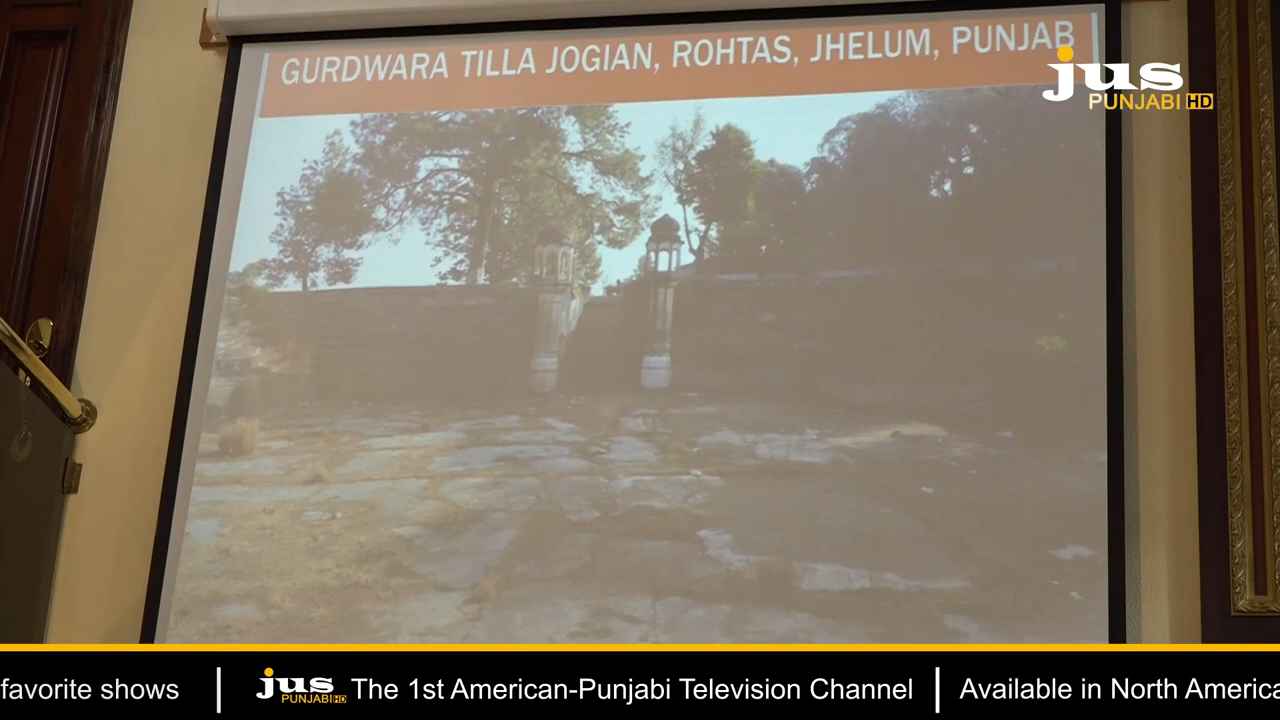 GURDWARA TILLA JOGIAN, ROHTAS, JHELUM, PUNJAB
jus
PUNJABI HD
favorite shows | jus PUNJABI HD The 1st American-Punjabi Television Channel | Available in North America